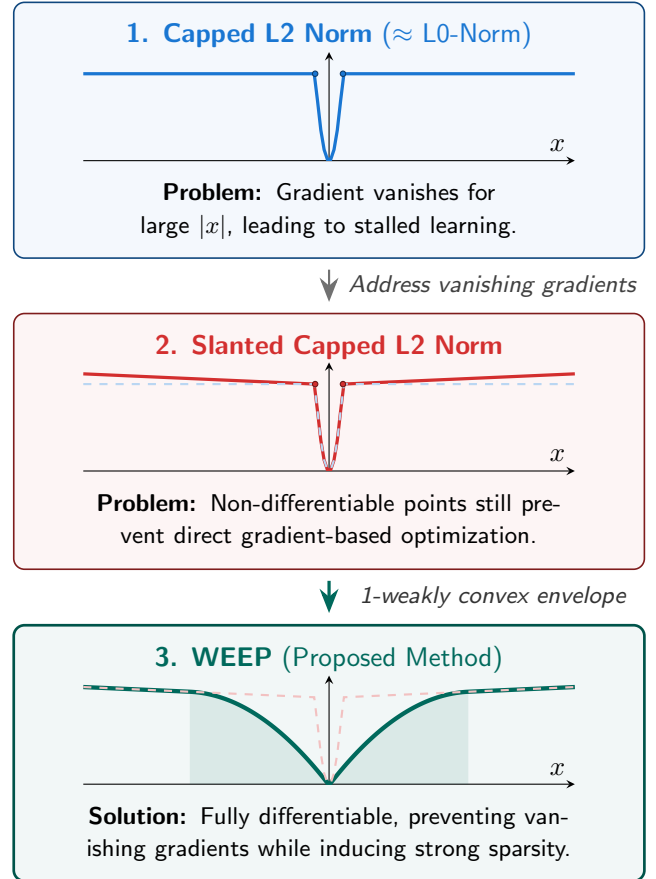 1. Capped L2 Norm (≈ L0-Norm)
x
Problem: Gradient vanishes for
large |x|, leading to stalled learning.
Address vanishing gradients
2. Slanted Capped L2 Norm
x
Problem: Non-differentiable points still pre-
vent direct gradient-based optimization.
1-weakly convex envelope
3. WEEP (Proposed Method)
x
Solution: Fully differentiable, preventing van-
ishing gradients while inducing strong sparsity.